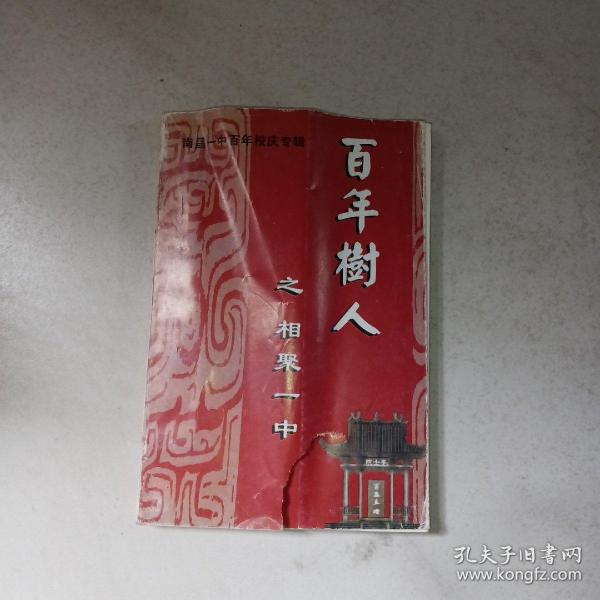 南昌一中百年校庆专辑
百年樹人
之相聚一中
孔夫子旧书网
www.kongfz.com